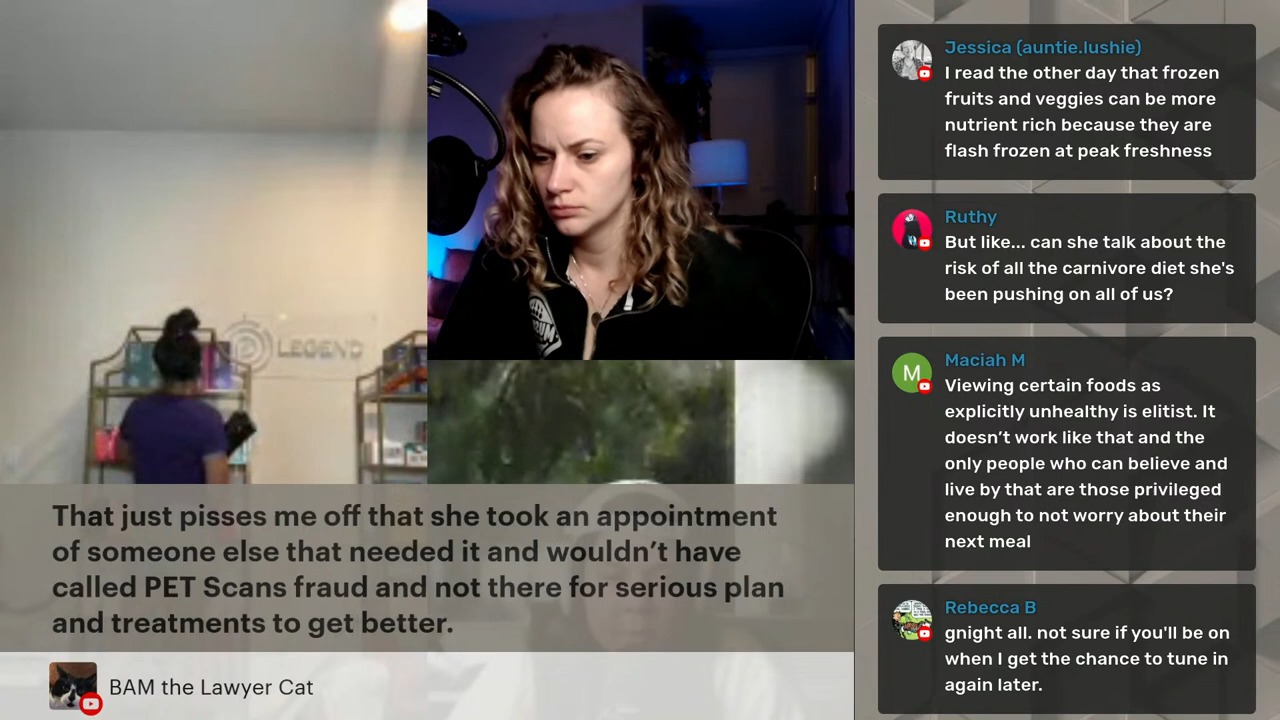 LEGEND
That just pisses me off that she took an appointment
of someone else that needed it and wouldn’t have
called PET Scans fraud and not there for serious plan
and treatments to get better.
BAM the Lawyer Cat
Jessica (auntie.lushie)
I read the other day that frozen
fruits and veggies can be more
nutrient rich because they are
flash frozen at peak freshness
Ruthy
But like... can she talk about the
risk of all the carnivore diet she's
been pushing on all of us?
M
Maciah M
Viewing certain foods as
explicitly unhealthy is elitist. It
doesn’t work like that and the
only people who can believe and
live by that are those privileged
enough to not worry about their
next meal
Rebecca B
gnight all. not sure if you'll be on
when I get the chance to tune in
again later.